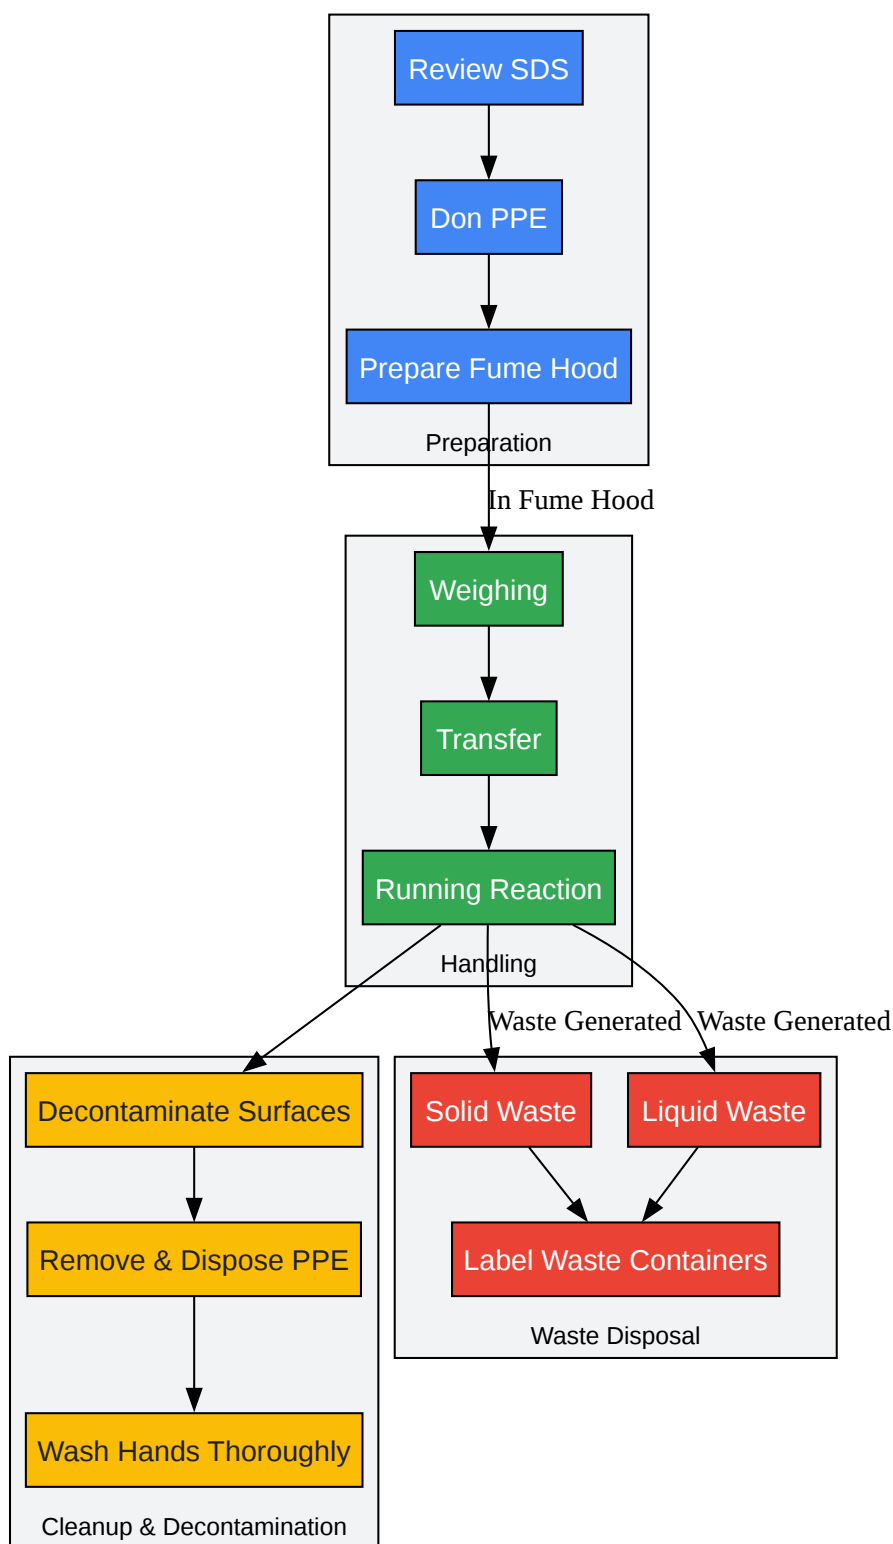 Review SDS
Don PPE
Prepare Fume Hood
Preparation
In Fume Hood
Weighing
Transfer
Running Reaction
Handling
Waste Generated
Waste Generated
Decontaminate Surfaces
Solid Waste
Liquid Waste
Remove & Dispose PPE
Label Waste Containers
Waste Disposal
Wash Hands Thoroughly
Cleanup & Decontamination